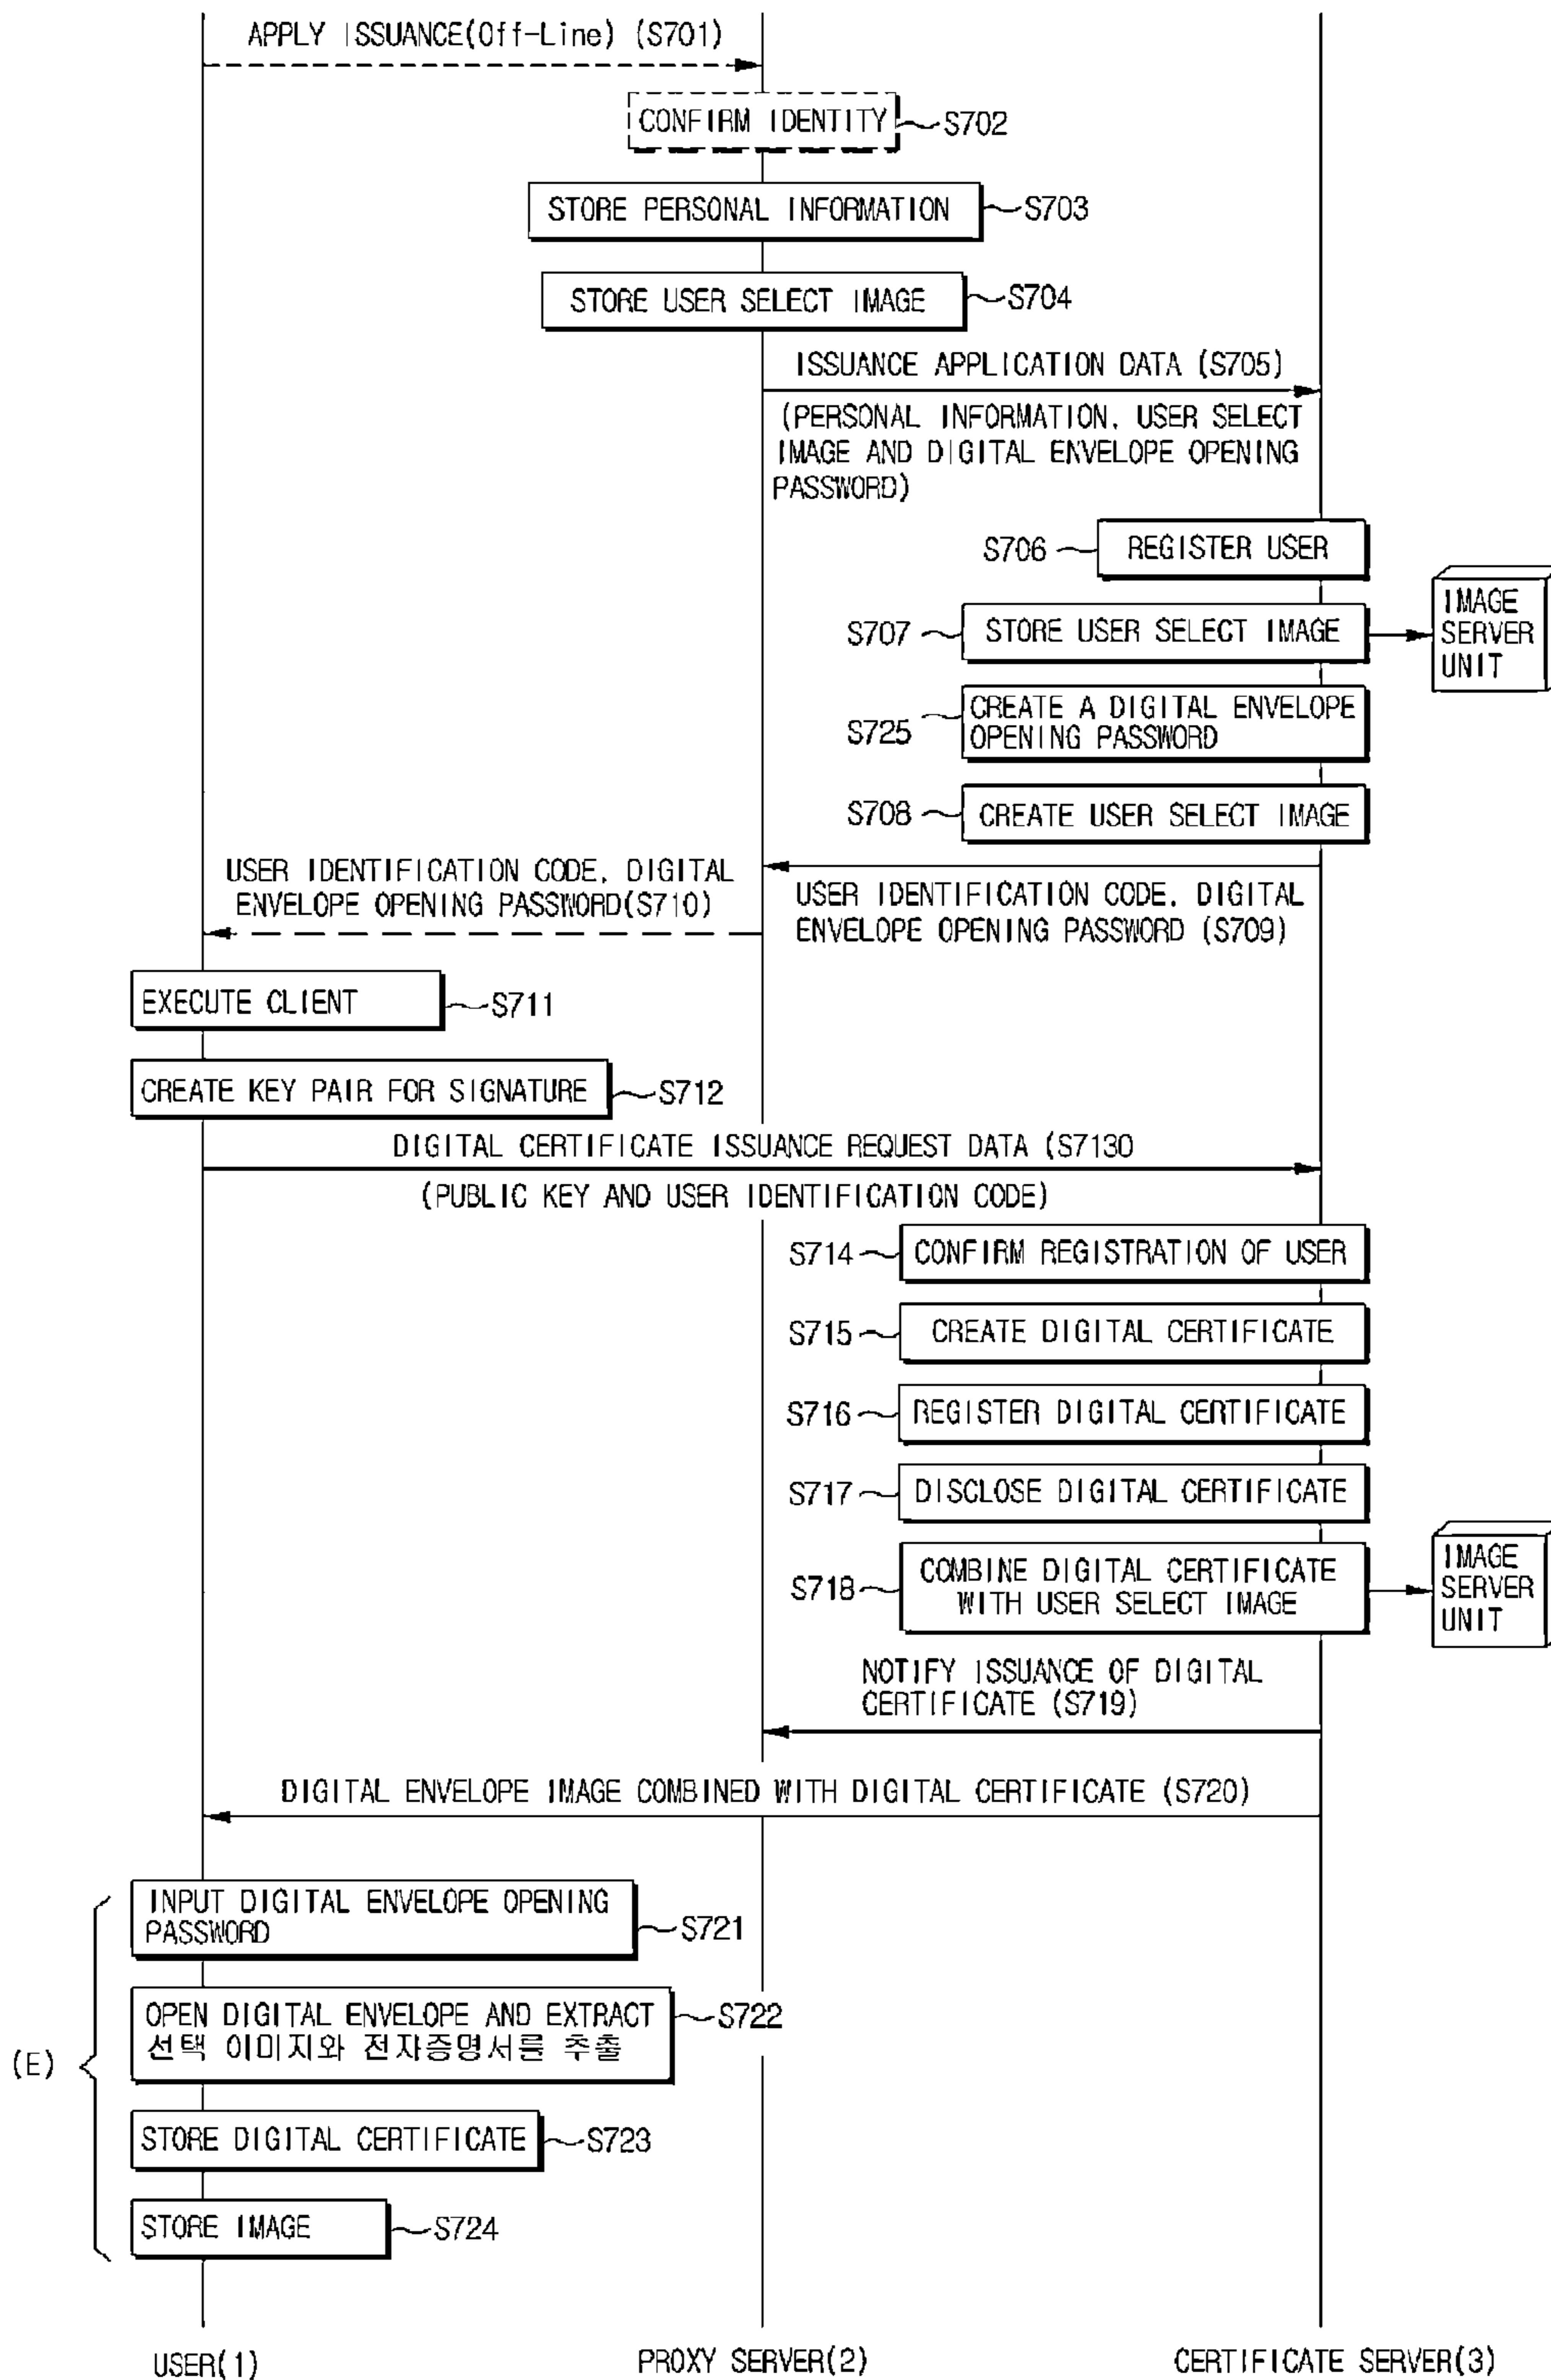 APPLY ISSUANCE(Off-Line) (S701)
CONFIRM IDENTITY
S702
STORE PERSONAL INFORMATION
S703
STORE USER SELECT IMAGE
S704
ISSUANCE APPLICATION DATA (S705)
(PERSONAL INFORMATION, USER SELECT
IMAGE AND DIGITAL ENVELOPE OPENING
PASSWORD)
S706
REGISTER USER
S707
STORE USER SELECT IMAGE
IMAGE
SERVER
UNIT
S725
CREATE A DIGITAL ENVELOPE
OPENING PASSWORD
S708
CREATE USER SELECT IMAGE
USER IDENTIFICATION CODE, DIGITAL
ENVELOPE OPENING PASSWORD(S710)
USER IDENTIFICATION CODE, DIGITAL
ENVELOPE OPENING PASSWORD (S709)
EXECUTE CLIENT
S711
CREATE KEY PAIR FOR SIGNATURE
S712
DIGITAL CERTIFICATE ISSUANCE REQUEST DATA (S7130
(PUBLIC KEY AND USER IDENTIFICATION CODE)
S714
CONFIRM REGISTRATION OF USER
S715
CREATE DIGITAL CERTIFICATE
S716
REGISTER DIGITAL CERTIFICATE
S717
DISCLOSE DIGITAL CERTIFICATE
S718
COMBINE DIGITAL CERTIFICATE
WITH USER SELECT IMAGE
IMAGE
SERVER
UNIT
NOTIFY ISSUANCE OF DIGITAL
CERTIFICATE (S719)
DIGITAL ENVELOPE IMAGE COMBINED WITH DIGITAL CERTIFICATE (S720)
INPUT DIGITAL ENVELOPE OPENING
PASSWORD
S721
OPEN DIGITAL ENVELOPE AND EXTRACT
선택 이미지와 전자증명서를 추출
S722
(E)
STORE DIGITAL CERTIFICATE
S723
STORE IMAGE
S724
USER(1)
PROXY SERVER(2)
CERTIFICATE SERVER(3)